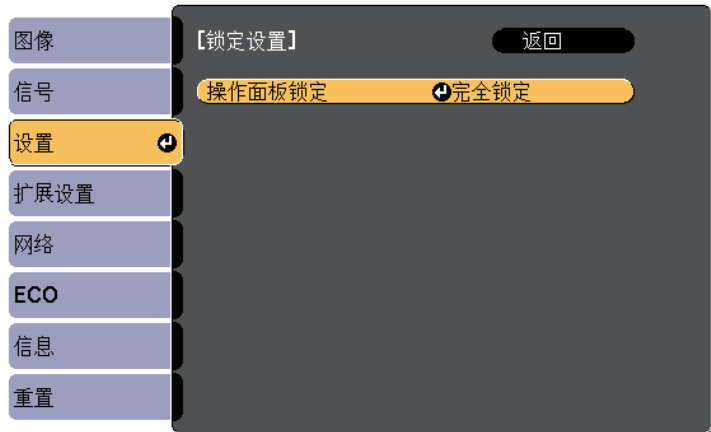 图像
信号
设置
扩展设置
网络
ECO
信息
重置
【锁定设置】
返回
操作面板锁定 完全锁定